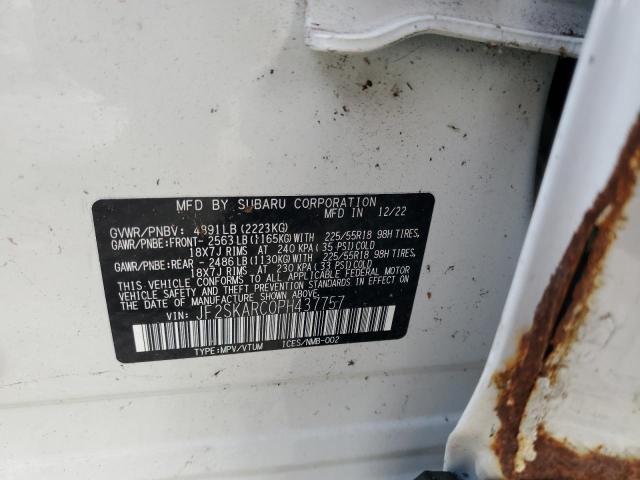 MFD BY SUBARU CORPORATION
GVWR/PNBV: 4891LB(2223KG) MFD IN 12/22
GAWR/PNBE:FRONT- 2563LB(1165KG)WITH 225/55R18 98H TIRES,
18X7J RIMS AT 240 KPA(35 PSI)COLD
GAWR/PNBE:REAR -2486LB(1130KG)WITH 225/55R18 98H TIRES,
18X7J RIMS AT 230 KPA(33 PSI)COLD
THIS VEHICLE CONFORMS TO ALL APPLICABLE FEDERAL MOTOR
VEHICLE SAFETY AND THEFT PREVENTION STANDARDS IN EFFECT
ON THE DATE OF MANUFACTURE SHOWN ABOVE.
VIN: JF2SKARC0PH437757
TYPE:MPV/VTUM ICES/NMB-002